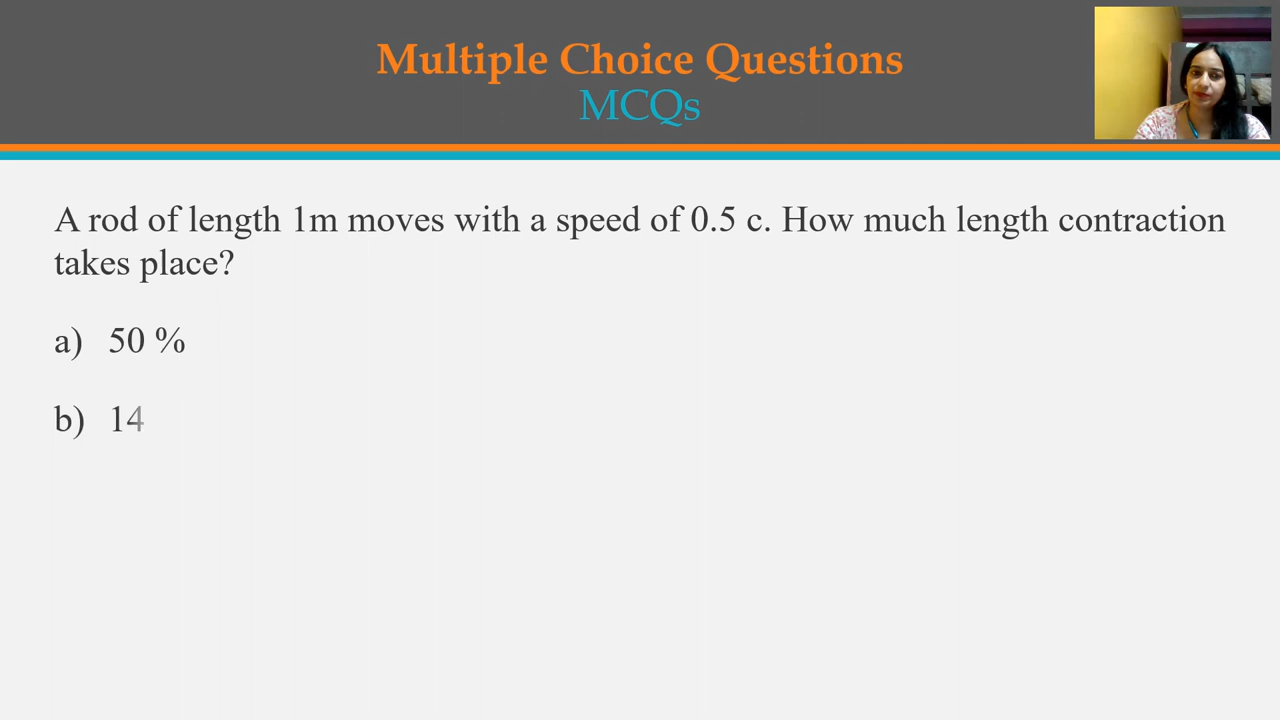 Multiple Choice Questions
MCQs
A rod of length 1m moves with a speed of 0.5 c. How much length contraction
takes place?
a) 50 %
b) 14